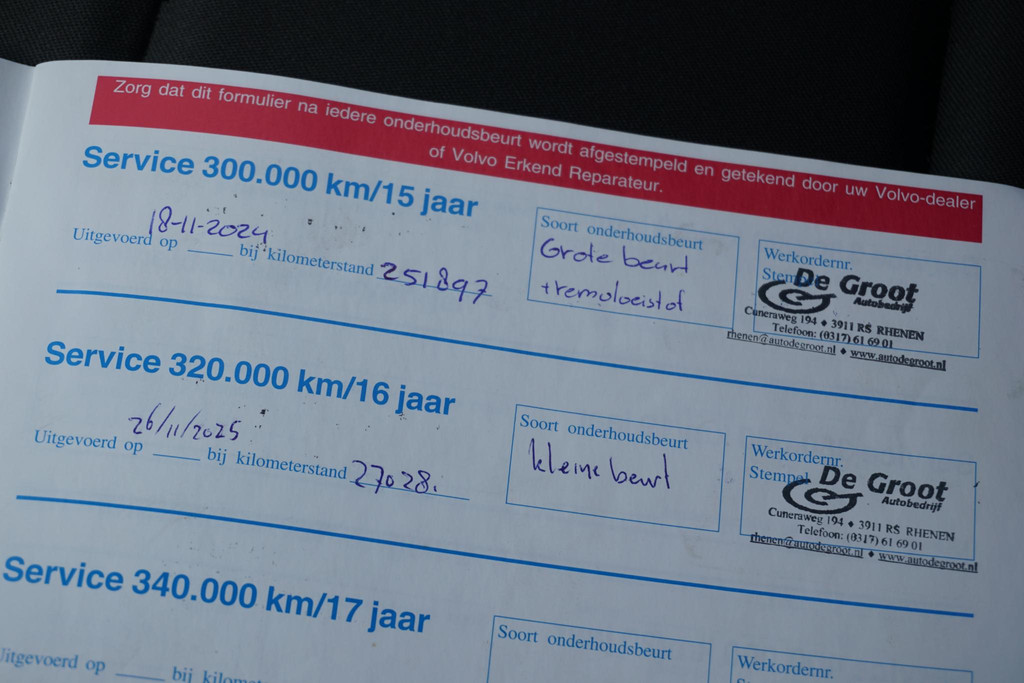 Zorg dat dit formulier na iedere onderhoudsbeurt wordt afgestempeld en getekend door uw Volvo-dealer
of Volvo Erkend Reparateur.
Service 300.000 km/15 jaar
Uitgevoerd op 18-11-2024 bij kilometerstand 251897
Soort onderhoudsbeurt
Grote beurt
+remvloeistof
Werkordernr.
Stempel
De Groot
Autobedrijf
Cuneraweg 194 ♦ 3911 RS RHENEN
Telefoon: (0317) 61 69 01
rhenen@autodegroot.nl ♦ www.autodegroot.nl
Service 320.000 km/16 jaar
Uitgevoerd op 26/11/2025 bij kilometerstand 27028.
Soort onderhoudsbeurt
kleine beurt
Werkordernr.
Stempel
De Groot
Autobedrijf
Cuneraweg 194 ♦ 3911 RS RHENEN
Telefoon: (0317) 61 69 01
rhenen@autodegroot.nl ♦ www.autodegroot.nl
Service 340.000 km/17 jaar
Uitgevoerd op bij
Soort onderhoudsbeurt
Werkordernr.